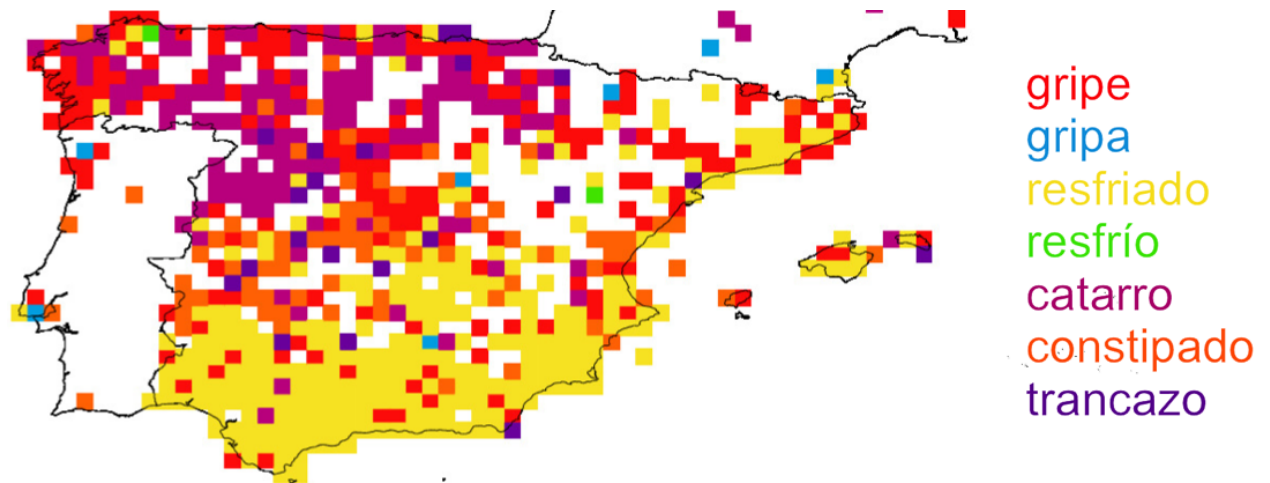 gripe
gripa
resfriado
resfrío
catarro
constipado
trancazo